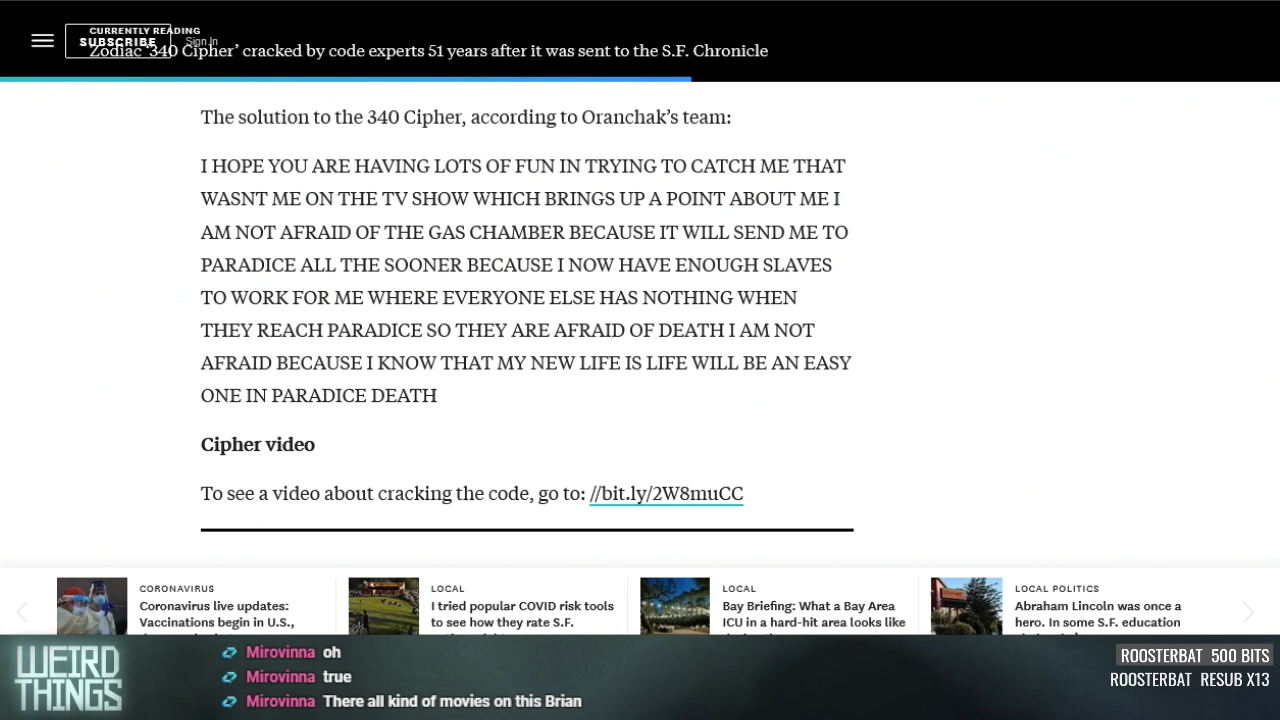 CURRENTLY READING
SUBSCRIBE
Sign In
Zodiac ‘340 Cipher’ cracked by code experts 51 years after it was sent to the S.F. Chronicle
The solution to the 340 Cipher, according to Oranchak’s team:
I HOPE YOU ARE HAVING LOTS OF FUN IN TRYING TO CATCH ME THAT
WASNT ME ON THE TV SHOW WHICH BRINGS UP A POINT ABOUT ME I
AM NOT AFRAID OF THE GAS CHAMBER BECAUSE IT WILL SEND ME TO
PARADICE ALL THE SOONER BECAUSE I NOW HAVE ENOUGH SLAVES
TO WORK FOR ME WHERE EVERYONE ELSE HAS NOTHING WHEN
THEY REACH PARADICE SO THEY ARE AFRAID OF DEATH I AM NOT
AFRAID BECAUSE I KNOW THAT MY NEW LIFE IS LIFE WILL BE AN EASY
ONE IN PARADICE DEATH
Cipher video
To see a video about cracking the code, go to: //bit.ly/2W8muCC
CORONAVIRUS
Coronavirus live updates:
Vaccinations begin in U.S.,
LOCAL
I tried popular COVID risk tools
to see how they rate S.F.
LOCAL
Bay Briefing: What a Bay Area
ICU in a hard-hit area looks like
LOCAL POLITICS
Abraham Lincoln was once a
hero. In some S.F. education
WEIRD
THINGS
Mirovinna oh
Mirovinna true
Mirovinna There all kind of movies on this Brian
ROOSTERBAT 500 BITS
ROOSTERBAT RESUB X13